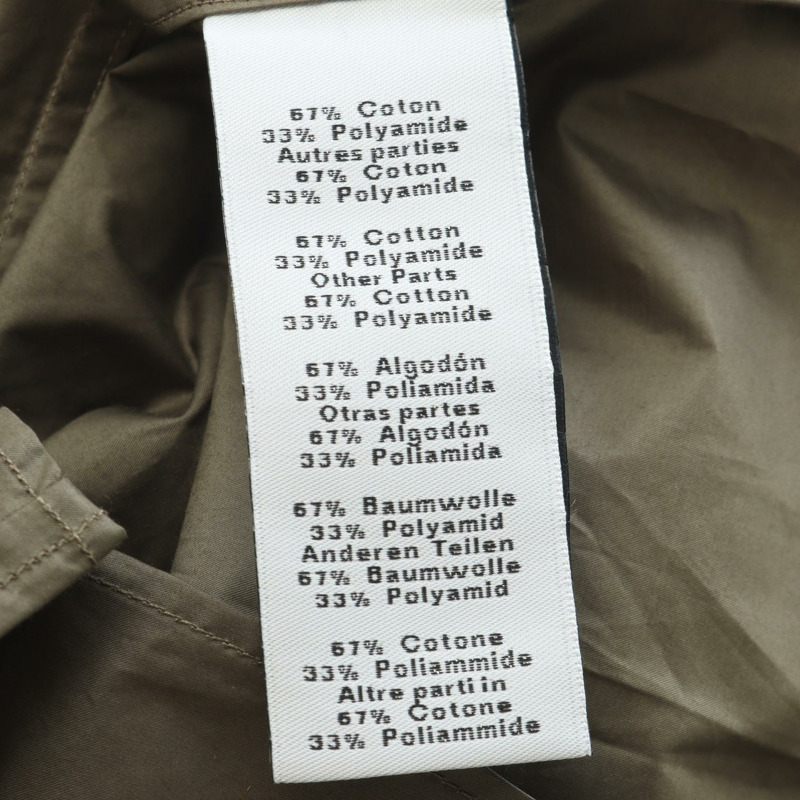 67% Coton
33% Polyamide
Autres parties
67% Coton
33% Polyamide
67% Cotton
33% Polyamide
Other Parts
67% Cotton
33% Polyamide
67% Algodón
33% Poliamida
Otras partes
67% Algodón
33% Poliamida
67% Baumwolle
33% Polyamid
Anderen Teilen
67% Baumwolle
33% Polyamid
67% Cotone
33% Poliammide
Altre parti in
67% Cotone
33% Poliammide